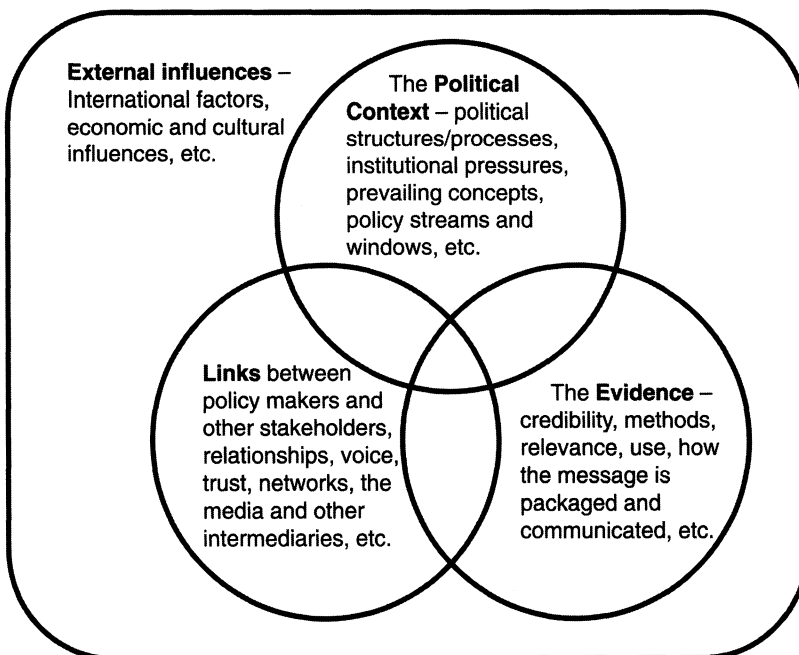 External influences –
International factors,
economic and cultural
influences, etc.
The Political
Context – political
structures/processes,
institutional pressures,
prevailing concepts,
policy streams and
windows, etc.
Links between
policy makers and
other stakeholders,
relationships, voice,
trust, networks, the
media and other
intermediaries, etc.
The Evidence –
credibility, methods,
relevance, use, how
the message is
packaged and
communicated, etc.